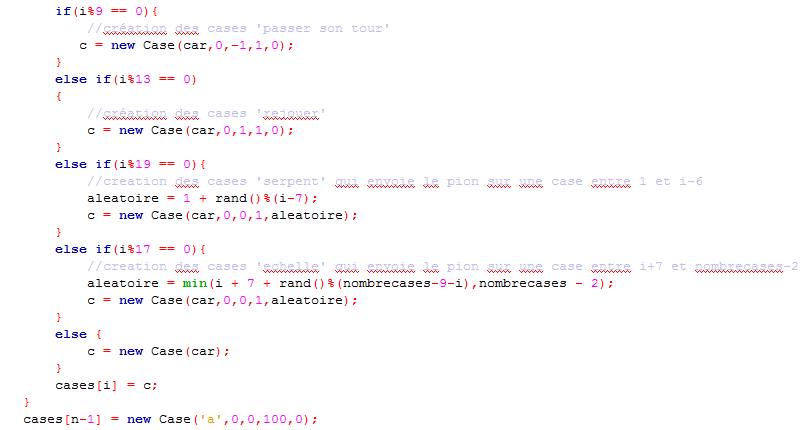 if(i%9 == 0){
//création des cases 'passer son tour'
c = new Case(car,0,-1,1,0);
}
else if(i%13 == 0)
{
//création des cases 'rejouer'
c = new Case(car,0,1,1,0);
}
else if(i%19 == 0){
//creation des cases 'serpent' qui envoie le pion sur une case entre 1 et i-6
aleatoire = 1 + rand()%(i-7);
c = new Case(car,0,0,1,aleatoire);
}
else if(i%17 == 0){
//creation des cases 'echelle' qui envoie le pion sur une case entre i+7 et nombrecases-2
aleatoire = min(i + 7 + rand()%(nombrecases-9-i),nombrecases - 2);
c = new Case(car,0,0,1,aleatoire);
}
else {
c = new Case(car);
}
cases[i] = c;
}
cases[n-1] = new Case('a',0,0,100,0);